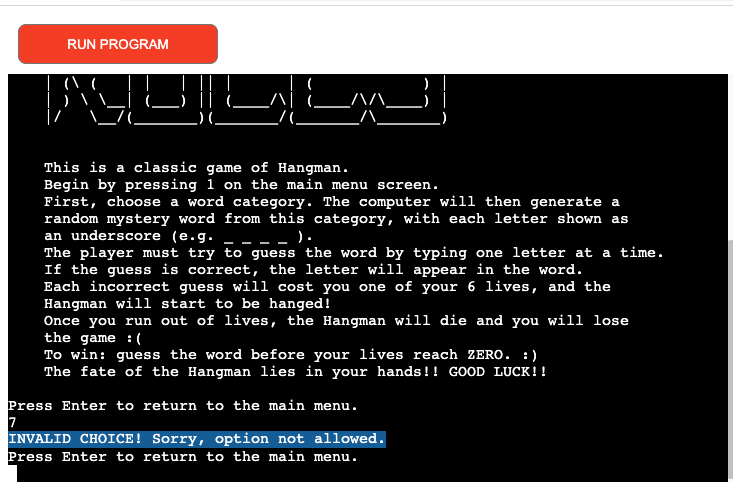 RUN PROGRAM
This is a classic game of Hangman.
Begin by pressing 1 on the main menu screen.
First, choose a word category. The computer will then generate a
random mystery word from this category, with each letter shown as
an underscore (e.g. _ _ _ _ ).
The player must try to guess the word by typing one letter at a time.
If the guess is correct, the letter will appear in the word.
Each incorrect guess will cost you one of your 6 lives, and the
Hangman will start to be hanged!
Once you run out of lives, the Hangman will die and you will lose
the game :(
To win: guess the word before your lives reach ZERO. :)
The fate of the Hangman lies in your hands!! GOOD LUCK!!
Press Enter to return to the main menu.
7
INVALID CHOICE! Sorry, option not allowed.
Press Enter to return to the main menu.